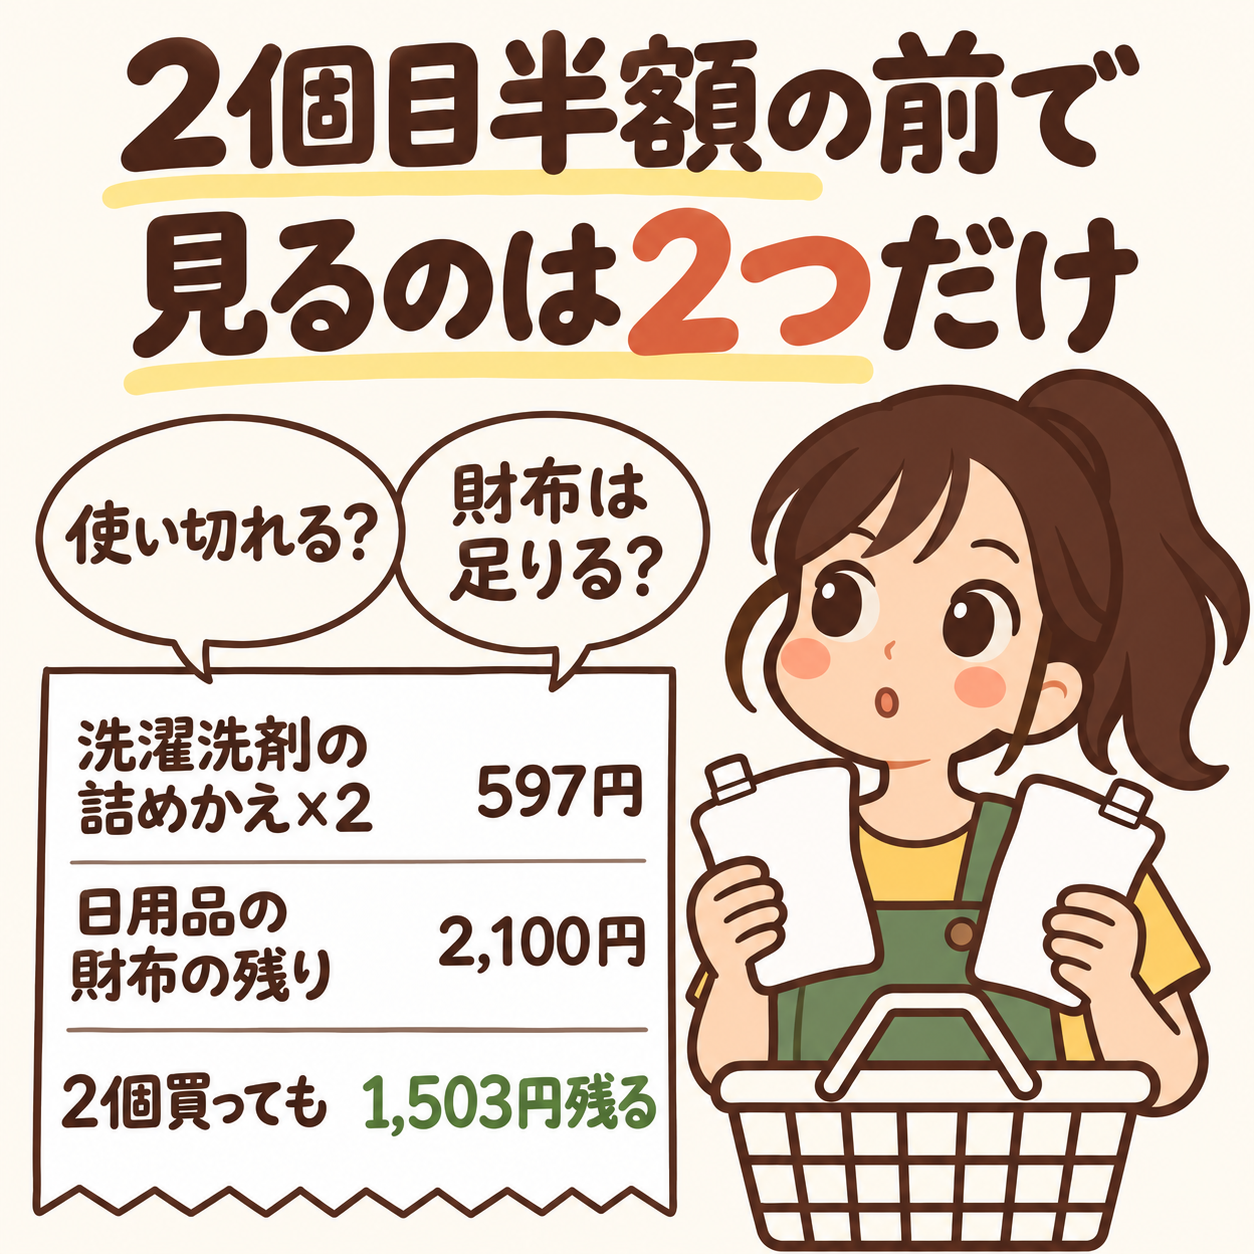 2個目半額の前で
見るのは2つだけ
使い切れる?
財布は
足りる?
洗濯洗剤の
詰めかえ×2
597円
日用品の
財布の残り
2,100円
2個買っても 1,503円残る